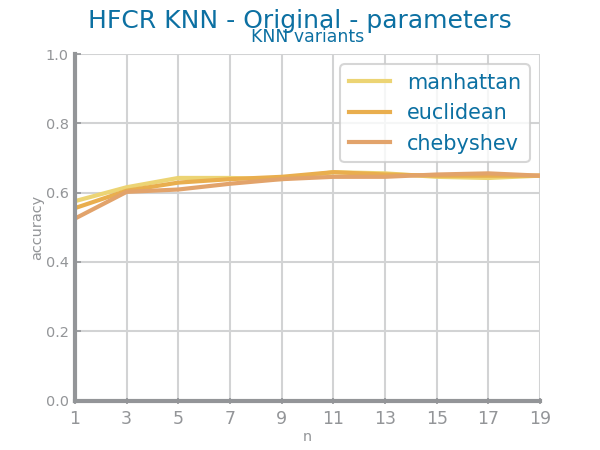 HFCR KNN - Original - parameters
KNN variants
manhattan
euclidean
chebyshev
accuracy
1.0
0.8
0.6
0.4
0.2
0.0
1 3 5 7 9 11 13 15 17 19
n